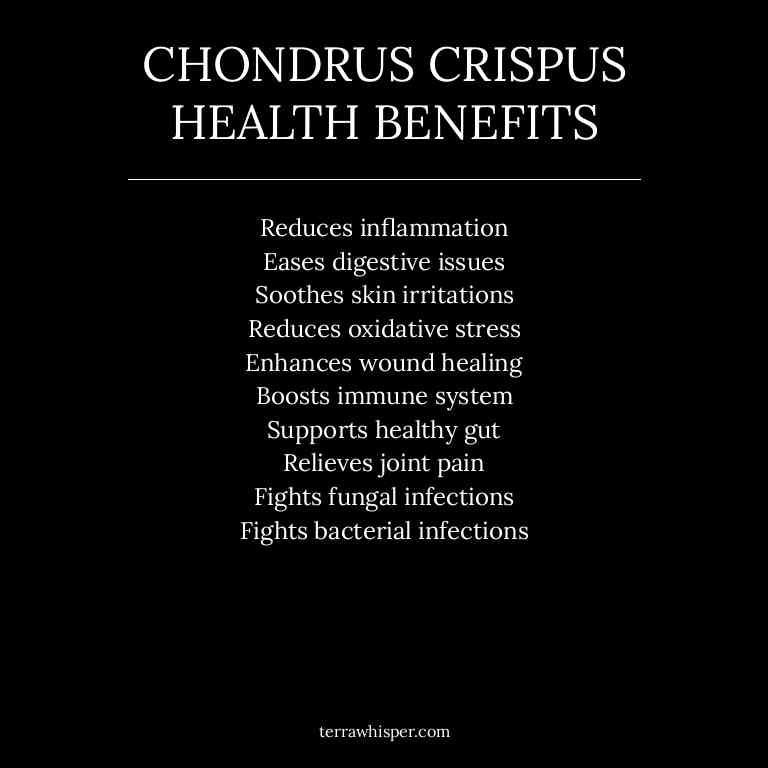 CHONDRUS CRISPUS
HEALTH BENEFITS
Reduces inflammation
Eases digestive issues
Soothes skin irritations
Reduces oxidative stress
Enhances wound healing
Boosts immune system
Supports healthy gut
Relieves joint pain
Fights fungal infections
Fights bacterial infections
terrawhisper.com